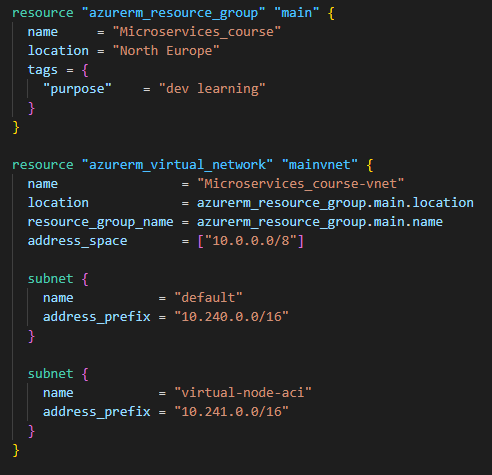 resource "azurerm_resource_group" "main" {
  name     = "Microservices_course"
  location = "North Europe"
  tags = {
    "purpose"    = "dev learning"
  }
}

resource "azurerm_virtual_network" "mainvnet" {
  name                = "Microservices_course-vnet"
  location            = azurerm_resource_group.main.location
  resource_group_name = azurerm_resource_group.main.name
  address_space       = ["10.0.0.0/8"]

  subnet {
    name           = "default"
    address_prefix = "10.240.0.0/16"
  }

  subnet {
    name           = "virtual-node-aci"
    address_prefix = "10.241.0.0/16"
  }
}